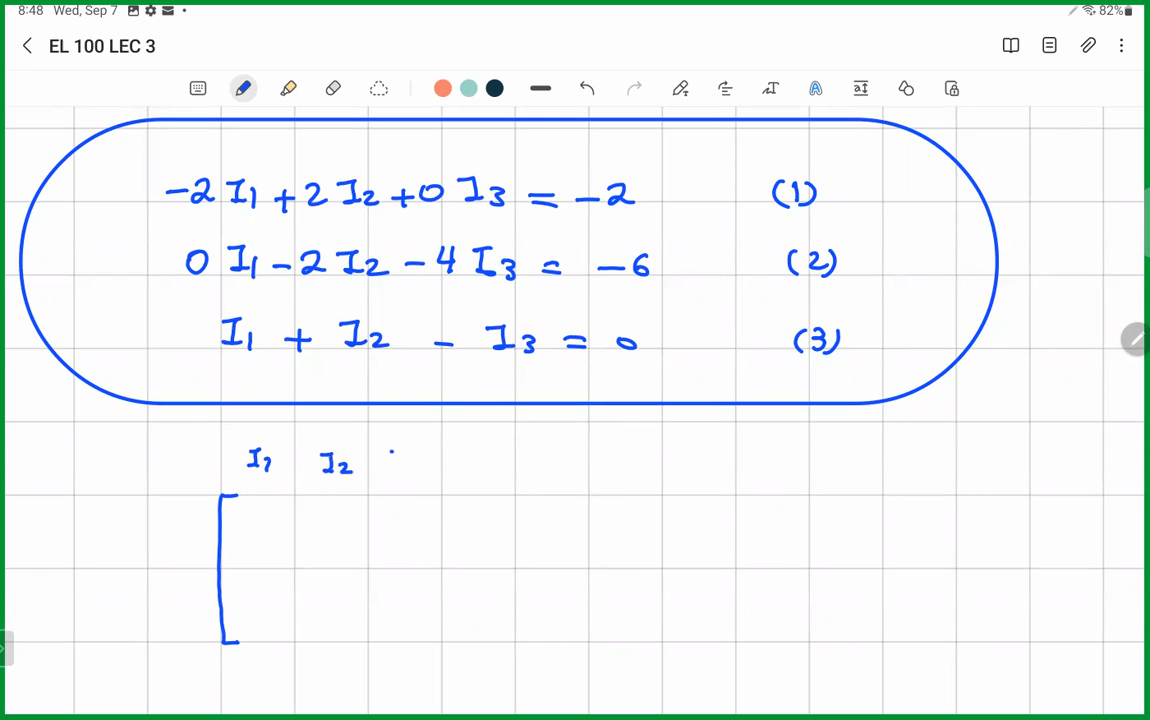 8:48 Wed, Sep 7 82%
EL 100 LEC 3
-2 I₁ + 2 I₂ + 0 I₃ = -2 (1)
0 I₁ - 2 I₂ - 4 I₃ = -6 (2)
I₁ + I₂ - I₃ = 0 (3)
I₁ I₂
[